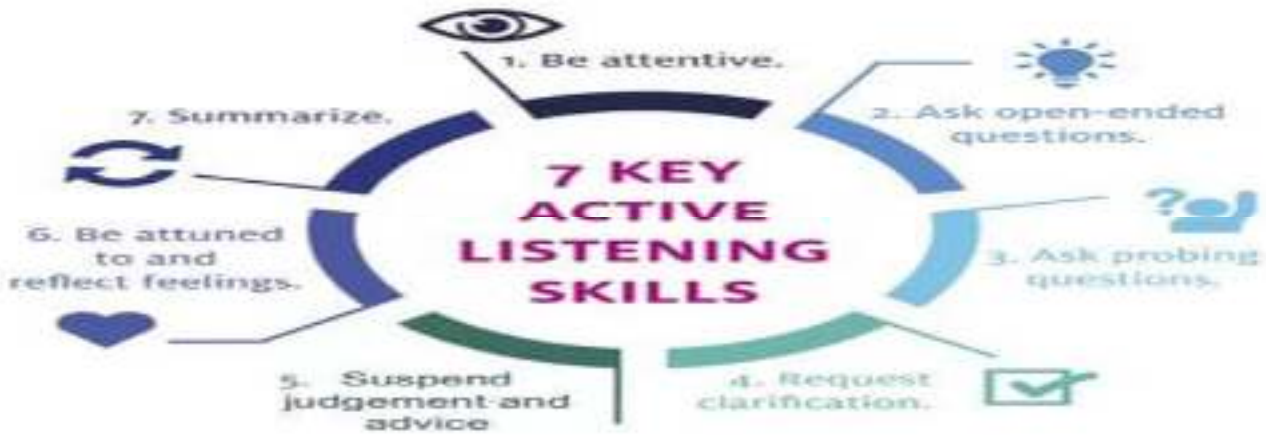 7 KEY
ACTIVE
LISTENING
SKILLS
1. Be attentive.
2. Ask open-ended
questions.
3. Ask probing
questions.
4. Request
clarification.
5. Suspend
judgement and
advice
6. Be attuned
to and
reflect feelings.
7. Summarize.